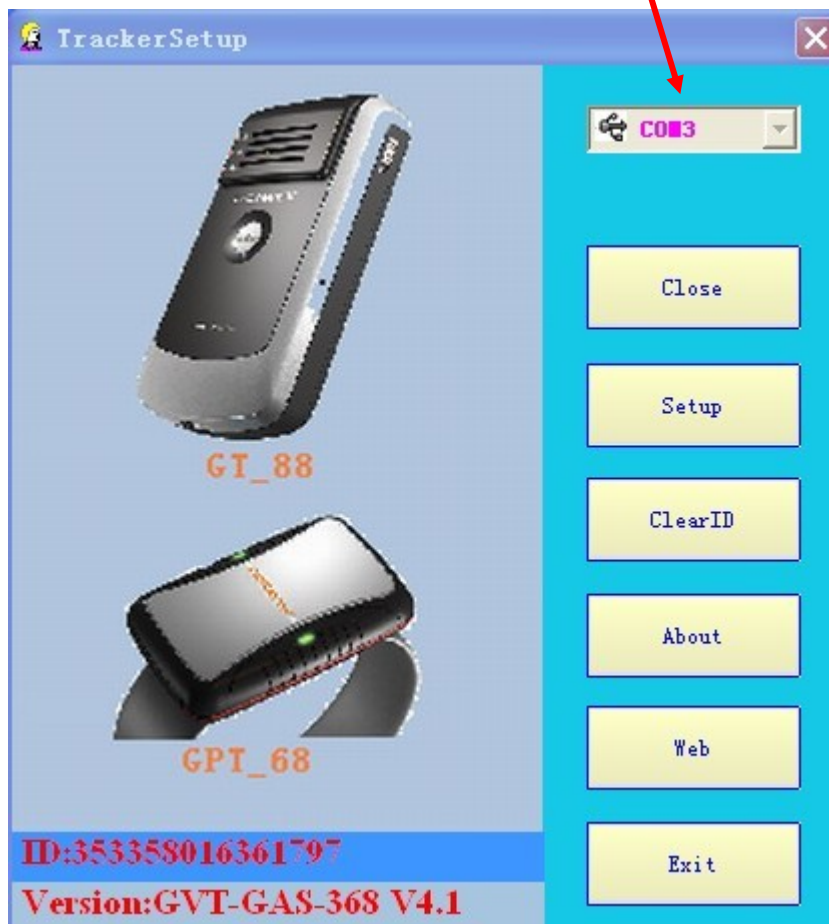 TrackerSetup
COM3
Close
Setup
GT_88
ClearID
About
GPT_68
Web
ID:353358016361797
Exit
Version:GVT-GAS-368 V4.1